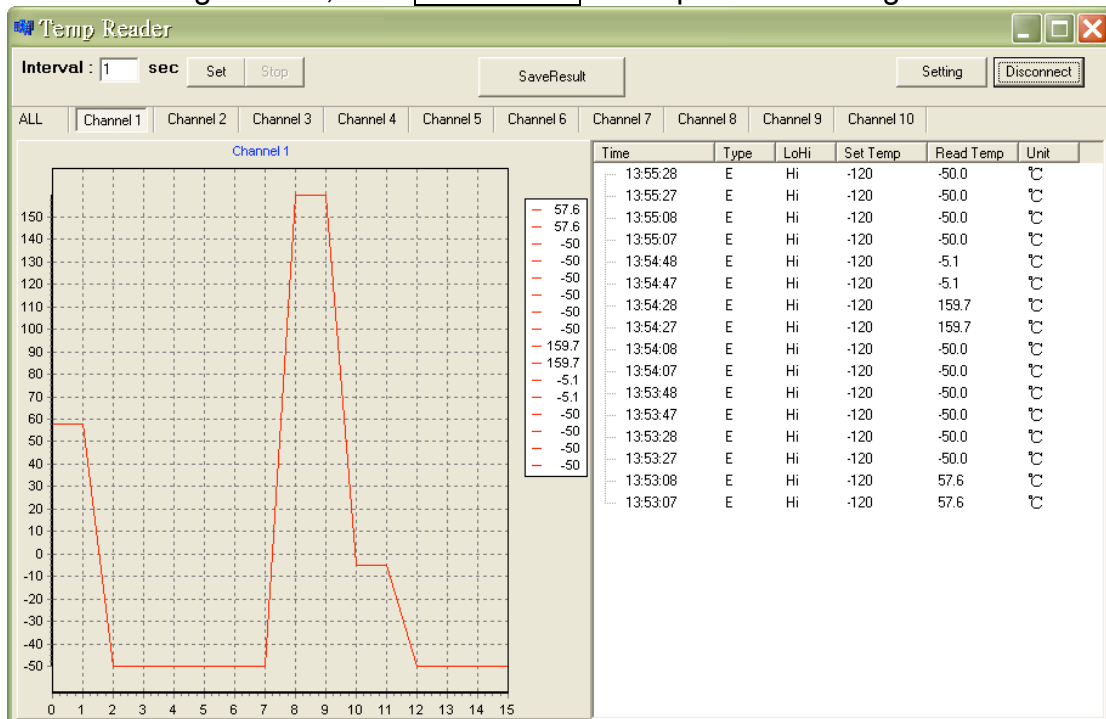 Temp Reader
Interval : 1 sec Set Stop SaveResult Setting Disconnect
ALL Channel 1 Channel 2 Channel 3 Channel 4 Channel 5 Channel 6 Channel 7 Channel 8 Channel 9 Channel 10
Channel 1
150
140
130
120
110
100
90
80
70
60
50
40
30
20
10
0
-10
-20
-30
-40
-50
0 1 2 3 4 5 6 7 8 9 10 11 12 13 14 15
57.6
57.6
-50
-50
-50
-50
-50
-50
159.7
159.7
-5.1
-5.1
-50
-50
-50
-50
Time Type LoHi Set Temp Read Temp Unit
13:55:28 E Hi -120 -50.0 °C
13:55:27 E Hi -120 -50.0 °C
13:55:08 E Hi -120 -50.0 °C
13:55:07 E Hi -120 -50.0 °C
13:54:48 E Hi -120 -5.1 °C
13:54:47 E Hi -120 -5.1 °C
13:54:28 E Hi -120 159.7 °C
13:54:27 E Hi -120 159.7 °C
13:54:08 E Hi -120 -50.0 °C
13:54:07 E Hi -120 -50.0 °C
13:53:48 E Hi -120 -50.0 °C
13:53:47 E Hi -120 -50.0 °C
13:53:28 E Hi -120 -50.0 °C
13:53:27 E Hi -120 -50.0 °C
13:53:08 E Hi -120 57.6 °C
13:53:07 E Hi -120 57.6 °C